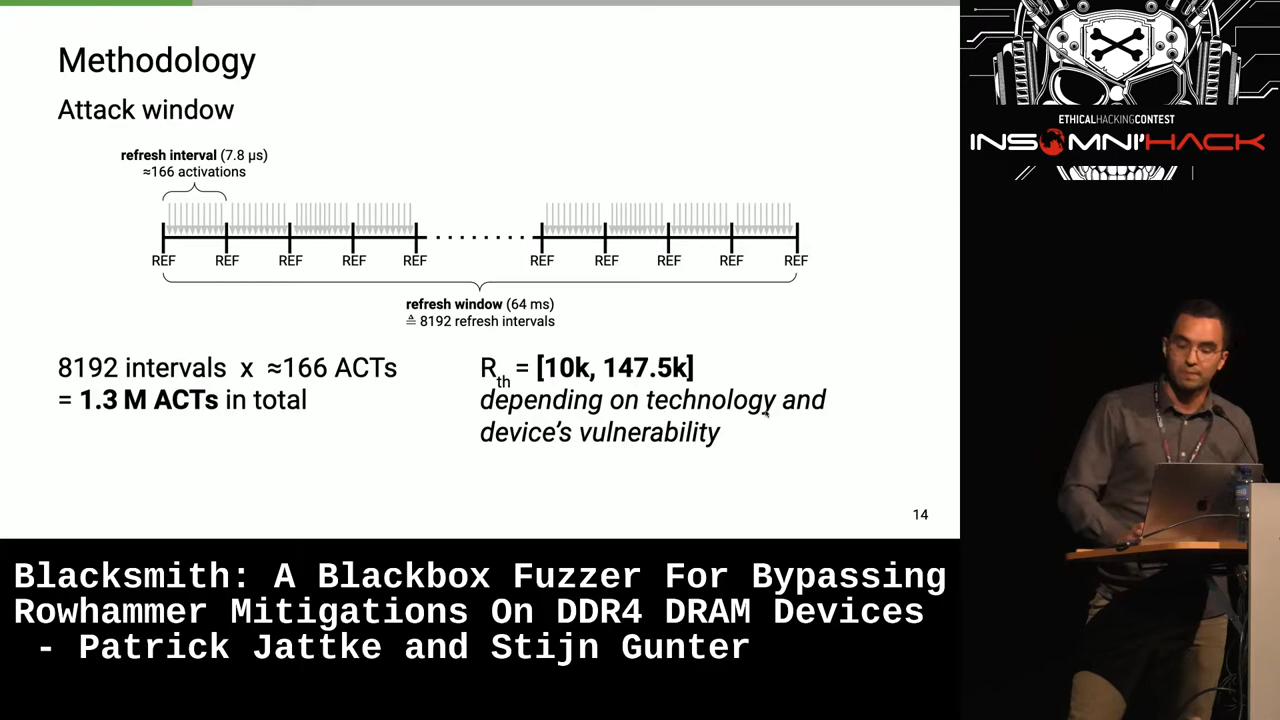 Methodology
Attack window
refresh interval (7.8 µs)
≈166 activations
REF REF REF REF REF REF REF REF REF REF
refresh window (64 ms)
≙ 8192 refresh intervals
8192 intervals x ≈166 ACTs
= 1.3 M ACTs in total
Rth = [10k, 147.5k]
depending on technology and
device's vulnerability
14
ETHICALHACKINGCONTEST
INSOMNI'HACK
Blacksmith: A Blackbox Fuzzer For Bypassing
Rowhammer Mitigations On DDR4 DRAM Devices
- Patrick Jattke and Stijn Gunter